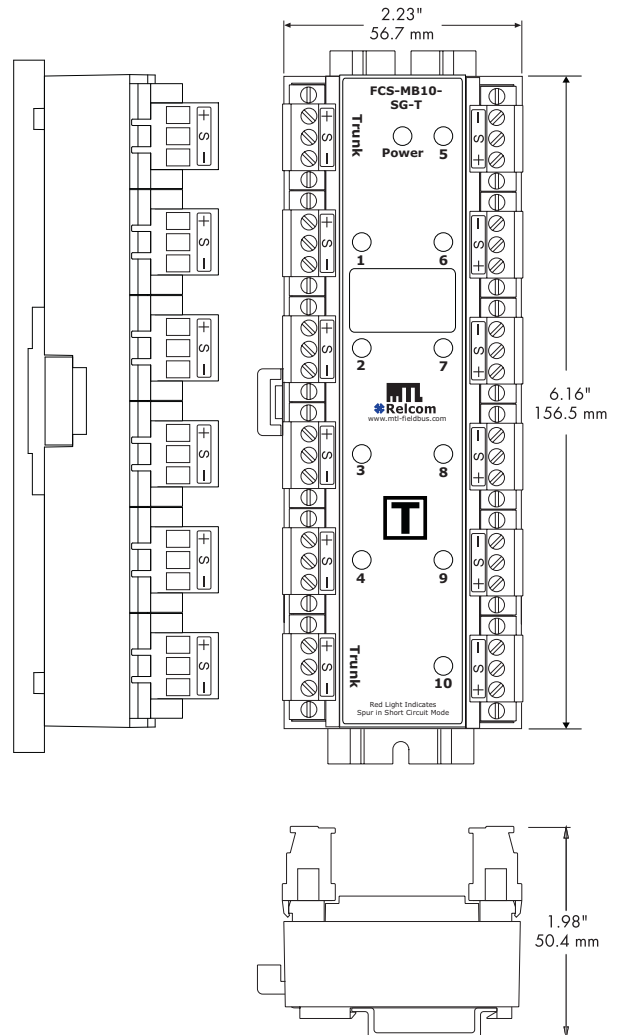 2.23"
56.7 mm
FCS-MB10-
SG-T
Trunk
Power
5
1
6
2
7
6.16"
156.5 mm
MTL
Relcom
www.mtl-fieldbus.com
3
8
T
4
9
Trunk
10
Red Light Indicates
Spur in Short Circuit Mode
+ S −
+ S −
+ S −
+ S −
+ S −
+ S −
+ S −
+ S −
+ S −
+ S −
+ S −
+ S −
− S +
− S +
− S +
− S +
− S +
− S +
1.98"
50.4 mm